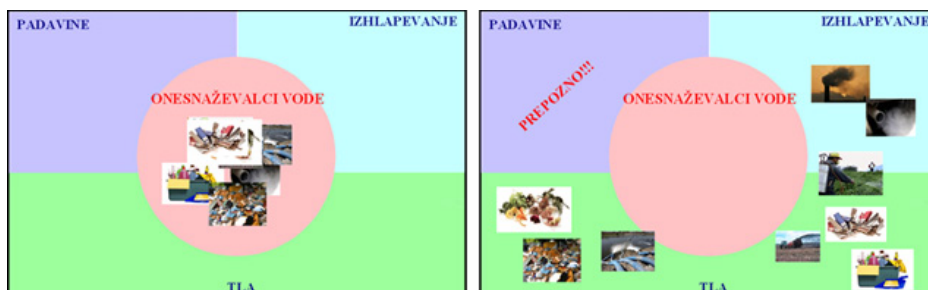 PADAVINE
IZHLAPEVANJE
ONESNAŽEVALCI VODE
TLA
PADAVINE
IZHLAPEVANJE
PREPOZNO!!!
ONESNAŽEVALCI VODE
TLA